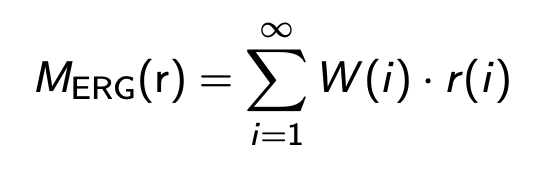 M_ERG(r) = ∑_{i=1}^{∞} W(i) · r(i)